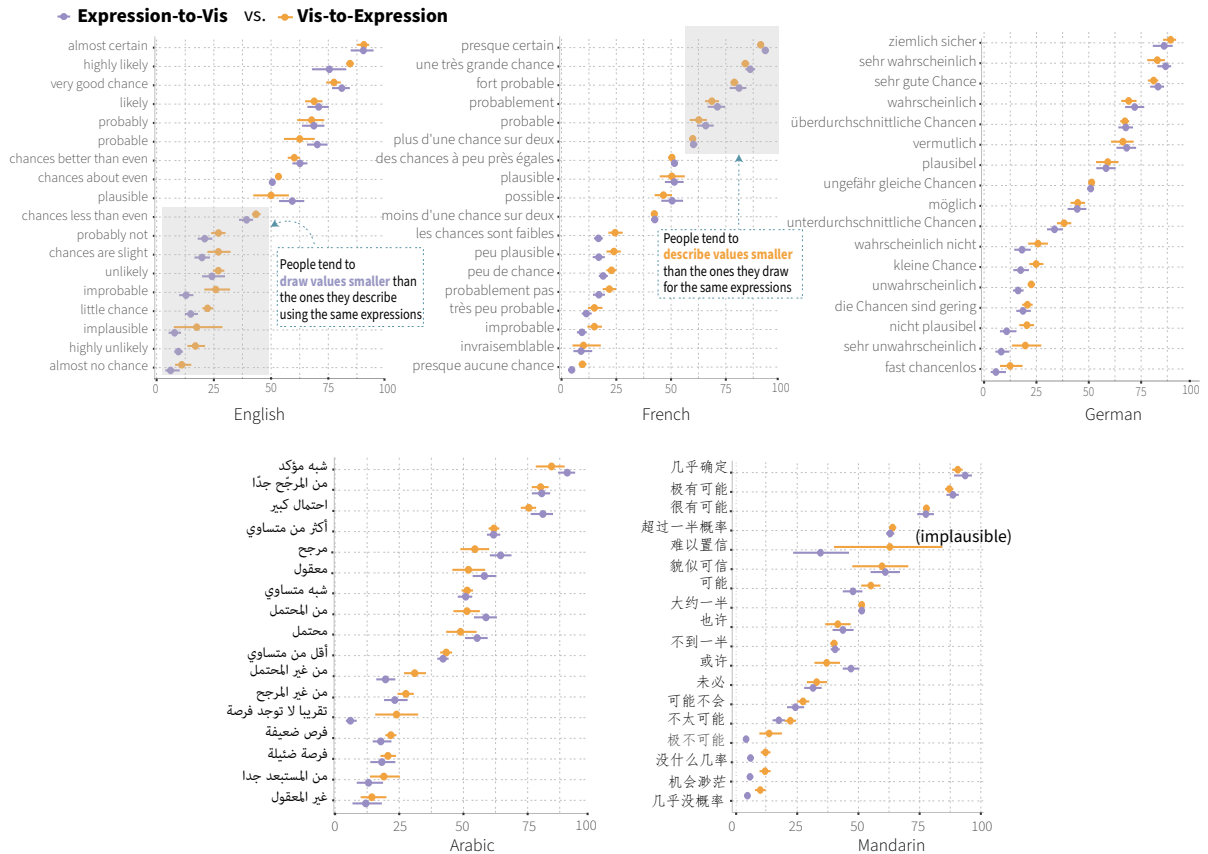 Expression-to-Vis vs. Vis-to-Expression
almost certain
highly likely
very good chance
likely
probably
probable
chances better than even
chances about even
plausible
chances less than even
probably not
chances are slight
unlikely
improbable
little chance
implausible
highly unlikely
almost no chance
0 25 50 75 100
English
People tend to
draw values smaller than
the ones they describe
using the same expressions
presque certain
une très grande chance
fort probable
probablement
probable
plus d'une chance sur deux
des chances à peu près égales
plausible
possible
moins d'une chance sur deux
les chances sont faibles
peu plausible
peu de chance
probablement pas
très peu probable
improbable
invraisemblable
presque aucune chance
0 25 50 75 100
French
People tend to
describe values smaller
than the ones they draw
for the same expressions
ziemlich sicher
sehr wahrscheinlich
sehr gute Chance
wahrscheinlich
überdurchschnittliche Chancen
vermutlich
plausibel
ungefähr gleiche Chancen
möglich
unterdurchschnittliche Chancen
wahrscheinlich nicht
kleine Chance
unwahrscheinlich
die Chancen sind gering
nicht plausibel
sehr unwahrscheinlich
fast chancenlos
0 25 50 75 100
German
شبه مؤكد
من المرجّح جدًا
احتمال كبير
أكثر من متساوي
مرجح
معقول
شبه متساوي
من المحتمل
محتمل
أقل من متساوي
من غير المحتمل
من غير المرجح
تقريبا لا توجد فرصة
فرص ضعيفة
فرصة ضئيلة
من المستبعد جدا
غير المعقول
0 25 50 75 100
Arabic
几乎确定
极有可能
很有可能
超过一半概率
难以置信
(implausible)
貌似可信
可能
大约一半
也许
不到一半
或许
未必
可能不会
不太可能
极不可能
没什么几率
机会渺茫
几乎没概率
0 25 50 75 100
Mandarin